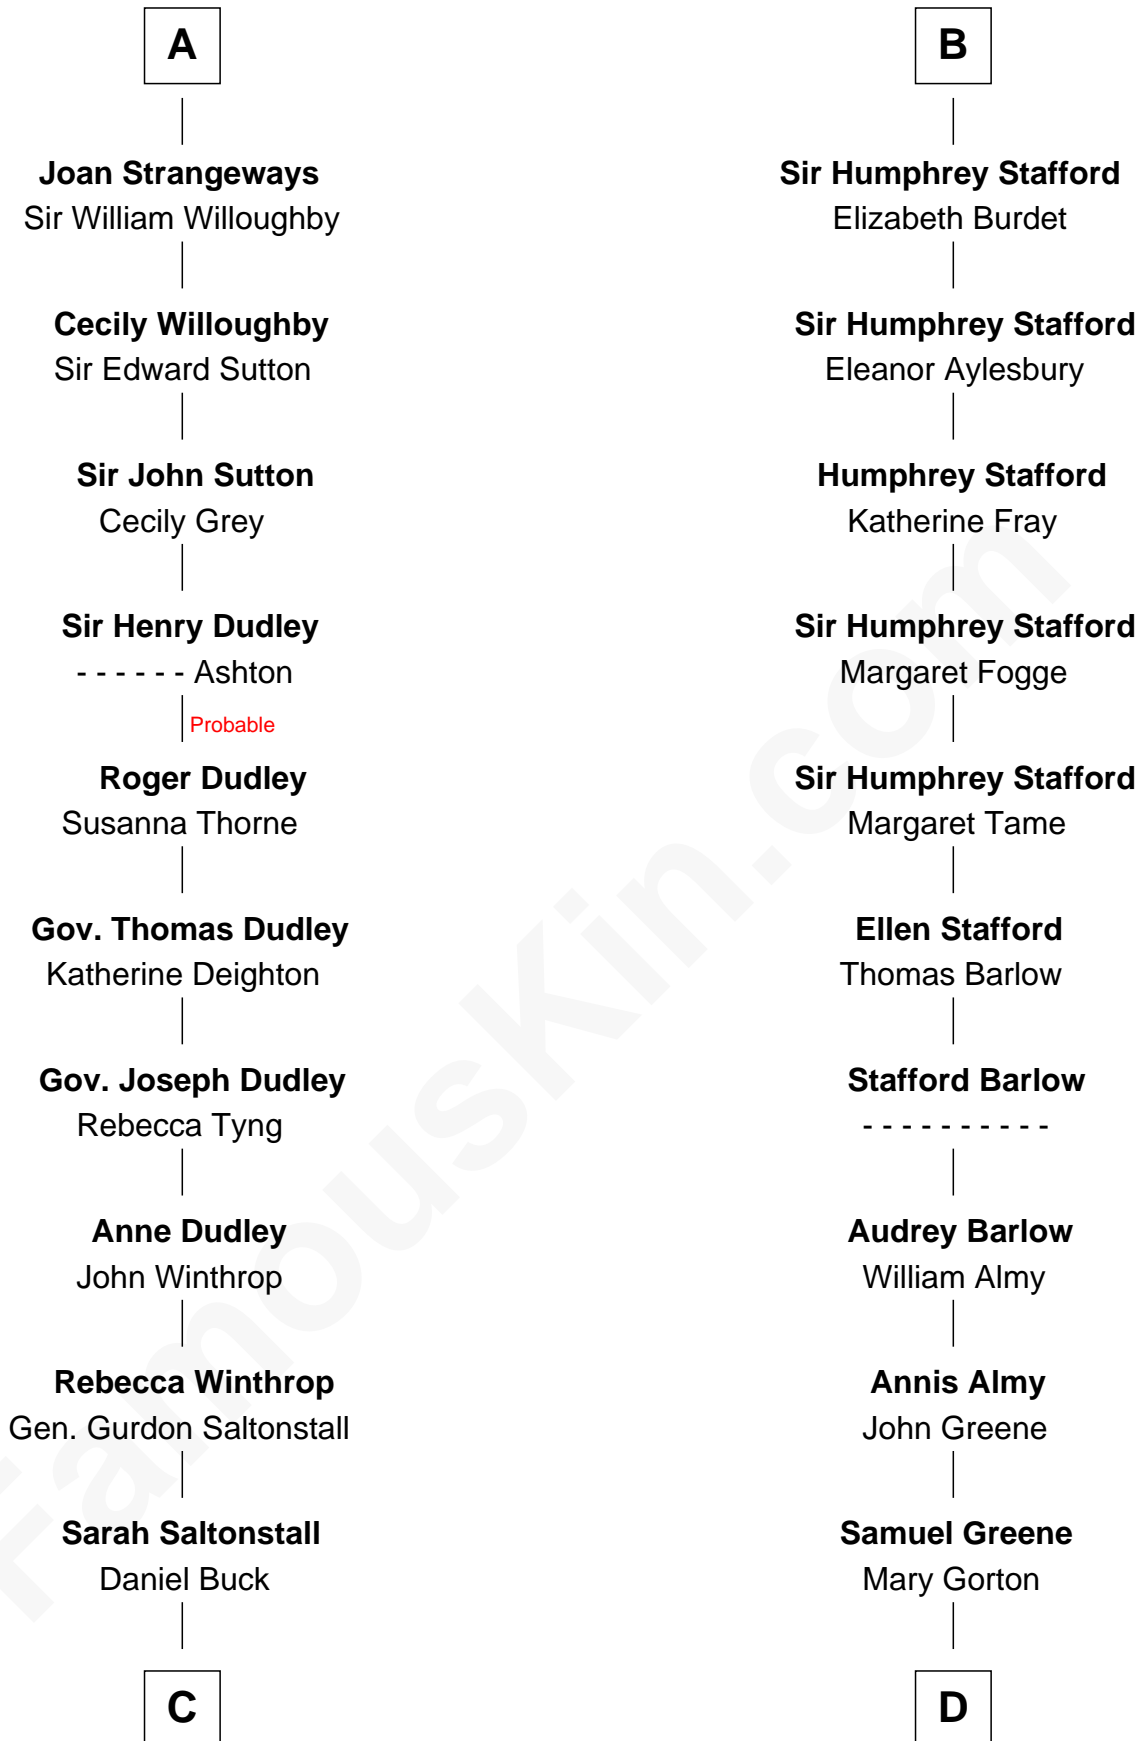 A
Joan Strangeways
Sir William Willoughby
Cecily Willoughby
Sir Edward Sutton
Sir John Sutton
Cecily Grey
Sir Henry Dudley
- - - - - - Ashton
Probable
Roger Dudley
Susanna Thorne
Gov. Thomas Dudley
Katherine Deighton
Gov. Joseph Dudley
Rebecca Tyng
Anne Dudley
John Winthrop
Rebecca Winthrop
Gen. Gurdon Saltonstall
Sarah Saltonstall
Daniel Buck
C
B
Sir Humphrey Stafford
Elizabeth Burdet
Sir Humphrey Stafford
Eleanor Aylesbury
Humphrey Stafford
Katherine Fray
Sir Humphrey Stafford
Margaret Fogge
Sir Humphrey Stafford
Margaret Tame
Ellen Stafford
Thomas Barlow
Stafford Barlow
- - - - - - - - - -
Audrey Barlow
William Almy
Annis Almy
John Greene
Samuel Greene
Mary Gorton
D
FamousKin.com